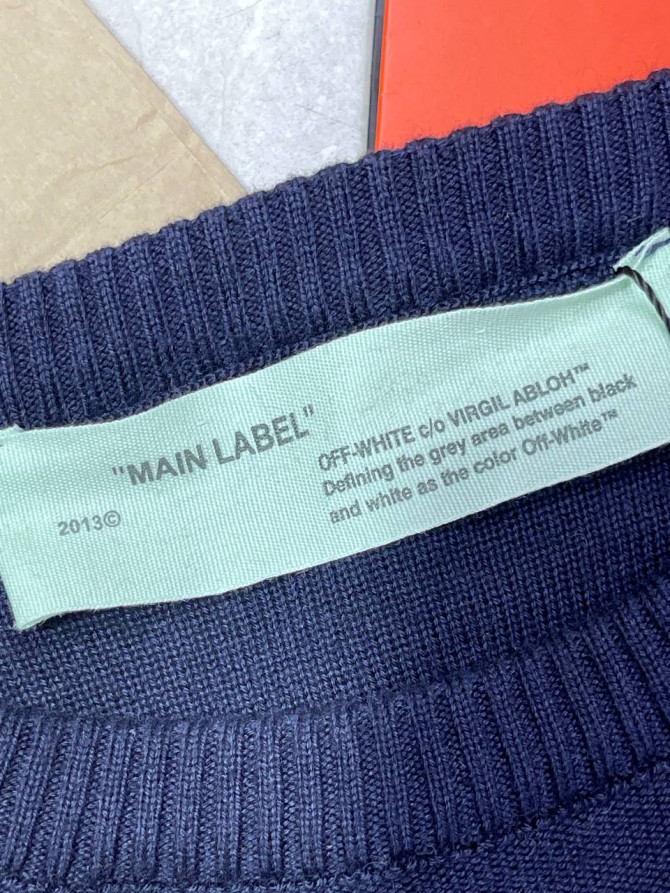 "MAIN LABEL"
2013©
OFF-WHITE c/o VIRGIL ABLOH™
Defining the grey area between black
and white as the color Off-White™